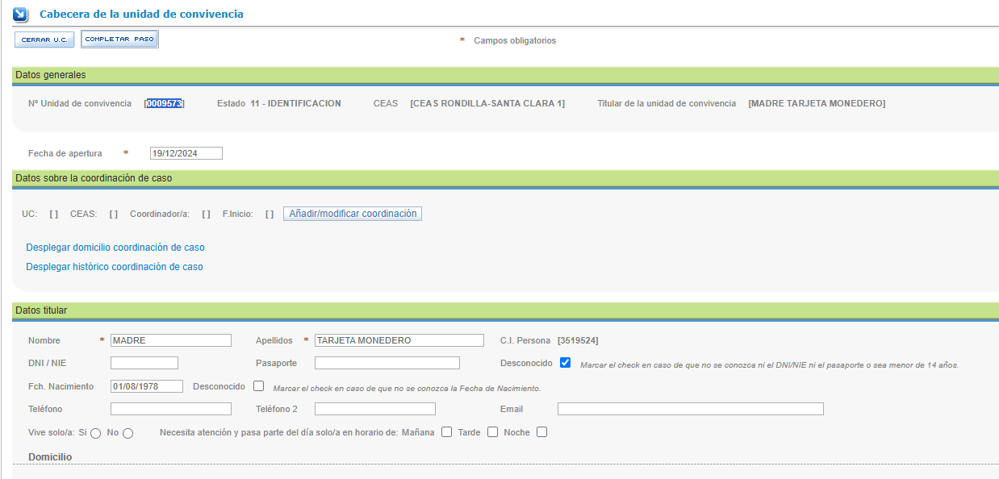 Cabecera de la unidad de convivencia
CERRAR U.C. COMPLETAR PASO * Campos obligatorios
Datos generales
Nº Unidad de convivencia [0009573] Estado 11 - IDENTIFICACION CEAS [CEAS RONDILLA-SANTA CLARA 1] Titular de la unidad de convivencia [MADRE TARJETA MONEDERO]
Fecha de apertura * 19/12/2024
Datos sobre la coordinación de caso
UC: [ ] CEAS: [ ] Coordinador/a: [ ] F.Inicio: [ ] Añadir/modificar coordinación
Desplegar domicilio coordinación de caso
Desplegar histórico coordinación de caso
Datos titular
Nombre * MADRE Apellidos * TARJETA MONEDERO C.I. Persona [3519524]
DNI / NIE Pasaporte Desconocido Marcar el check en caso de que no se conozca ni el DNI/NIE ni el pasaporte o sea menor de 14 años.
Fch. Nacimiento 01/08/1978 Desconocido Marcar el check en caso de que no se conozca la Fecha de Nacimiento.
Teléfono Teléfono 2 Email
Vive solo/a: Si No Necesita atención y pasa parte del día solo/a en horario de: Mañana Tarde Noche
Domicilio